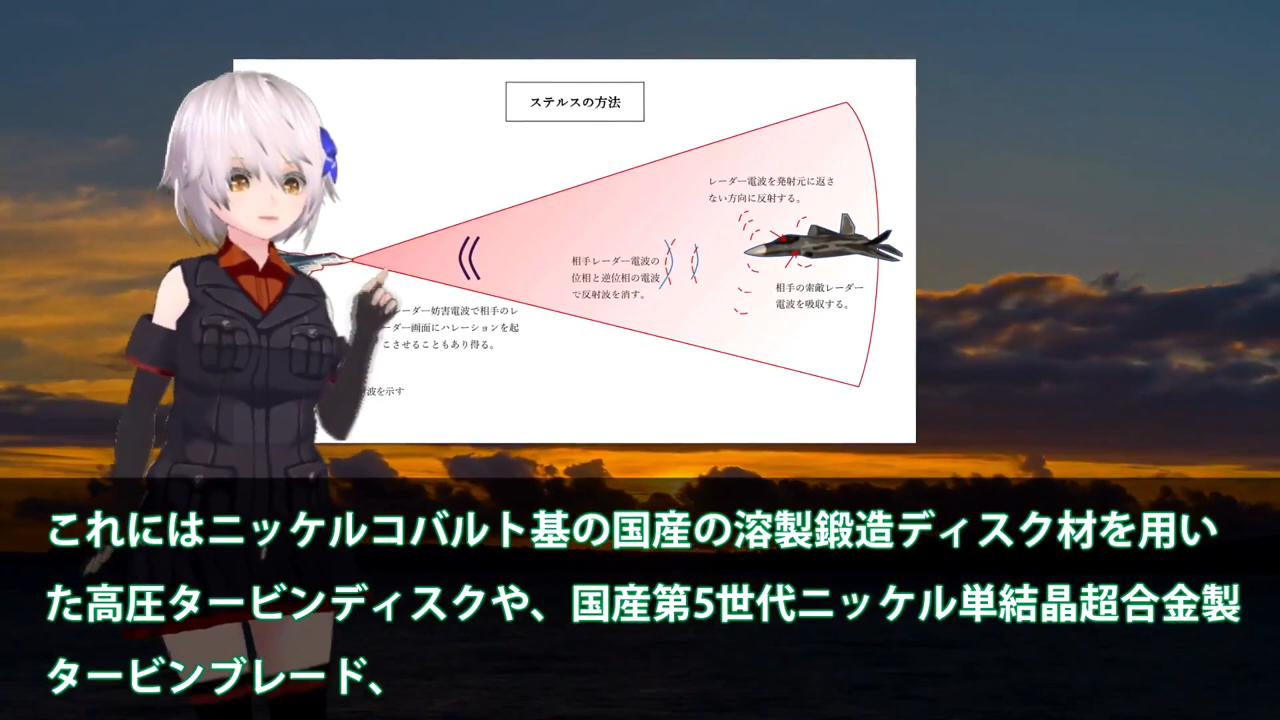 ステルスの方法
レーダー電波を発射元に返さ
ない方向に反射する。
相手レーダー電波の
位相と逆位相の電波
で反射波を消す。
相手の索敵レーダー
電波を吸収する。
レーダー妨害電波で相手のレ
ーダー画面にハレーションを起
こさせることもあり得る。
波を示す
これにはニッケルコバルト基の国産の溶製鍛造ディスク材を用い
た高圧タービンディスクや、国産第5世代ニッケル単結晶超合金製
タービンブレード、